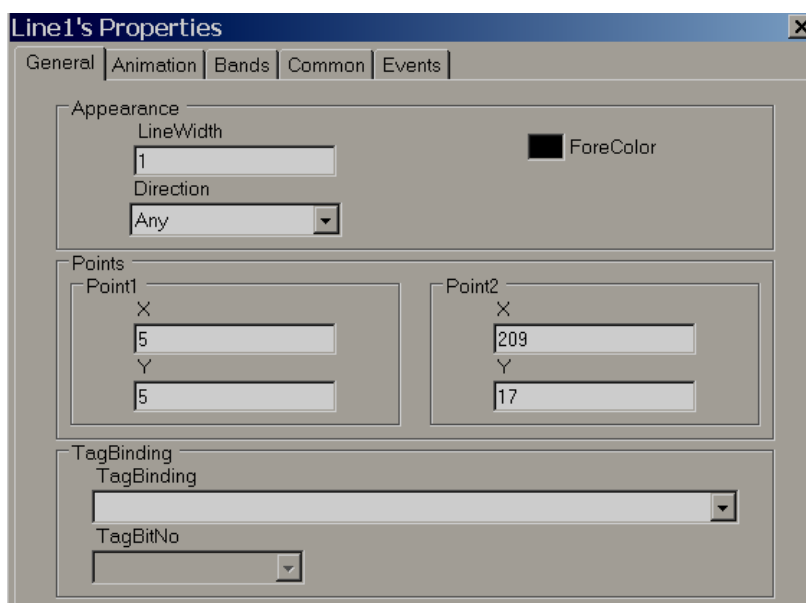 Line1's Properties
General Animation Bands Common Events
Appearance
LineWidth
1
ForeColor
Direction
Any
Points
Point1
X
5
Y
5
Point2
X
209
Y
17
TagBinding
TagBinding
TagBitNo